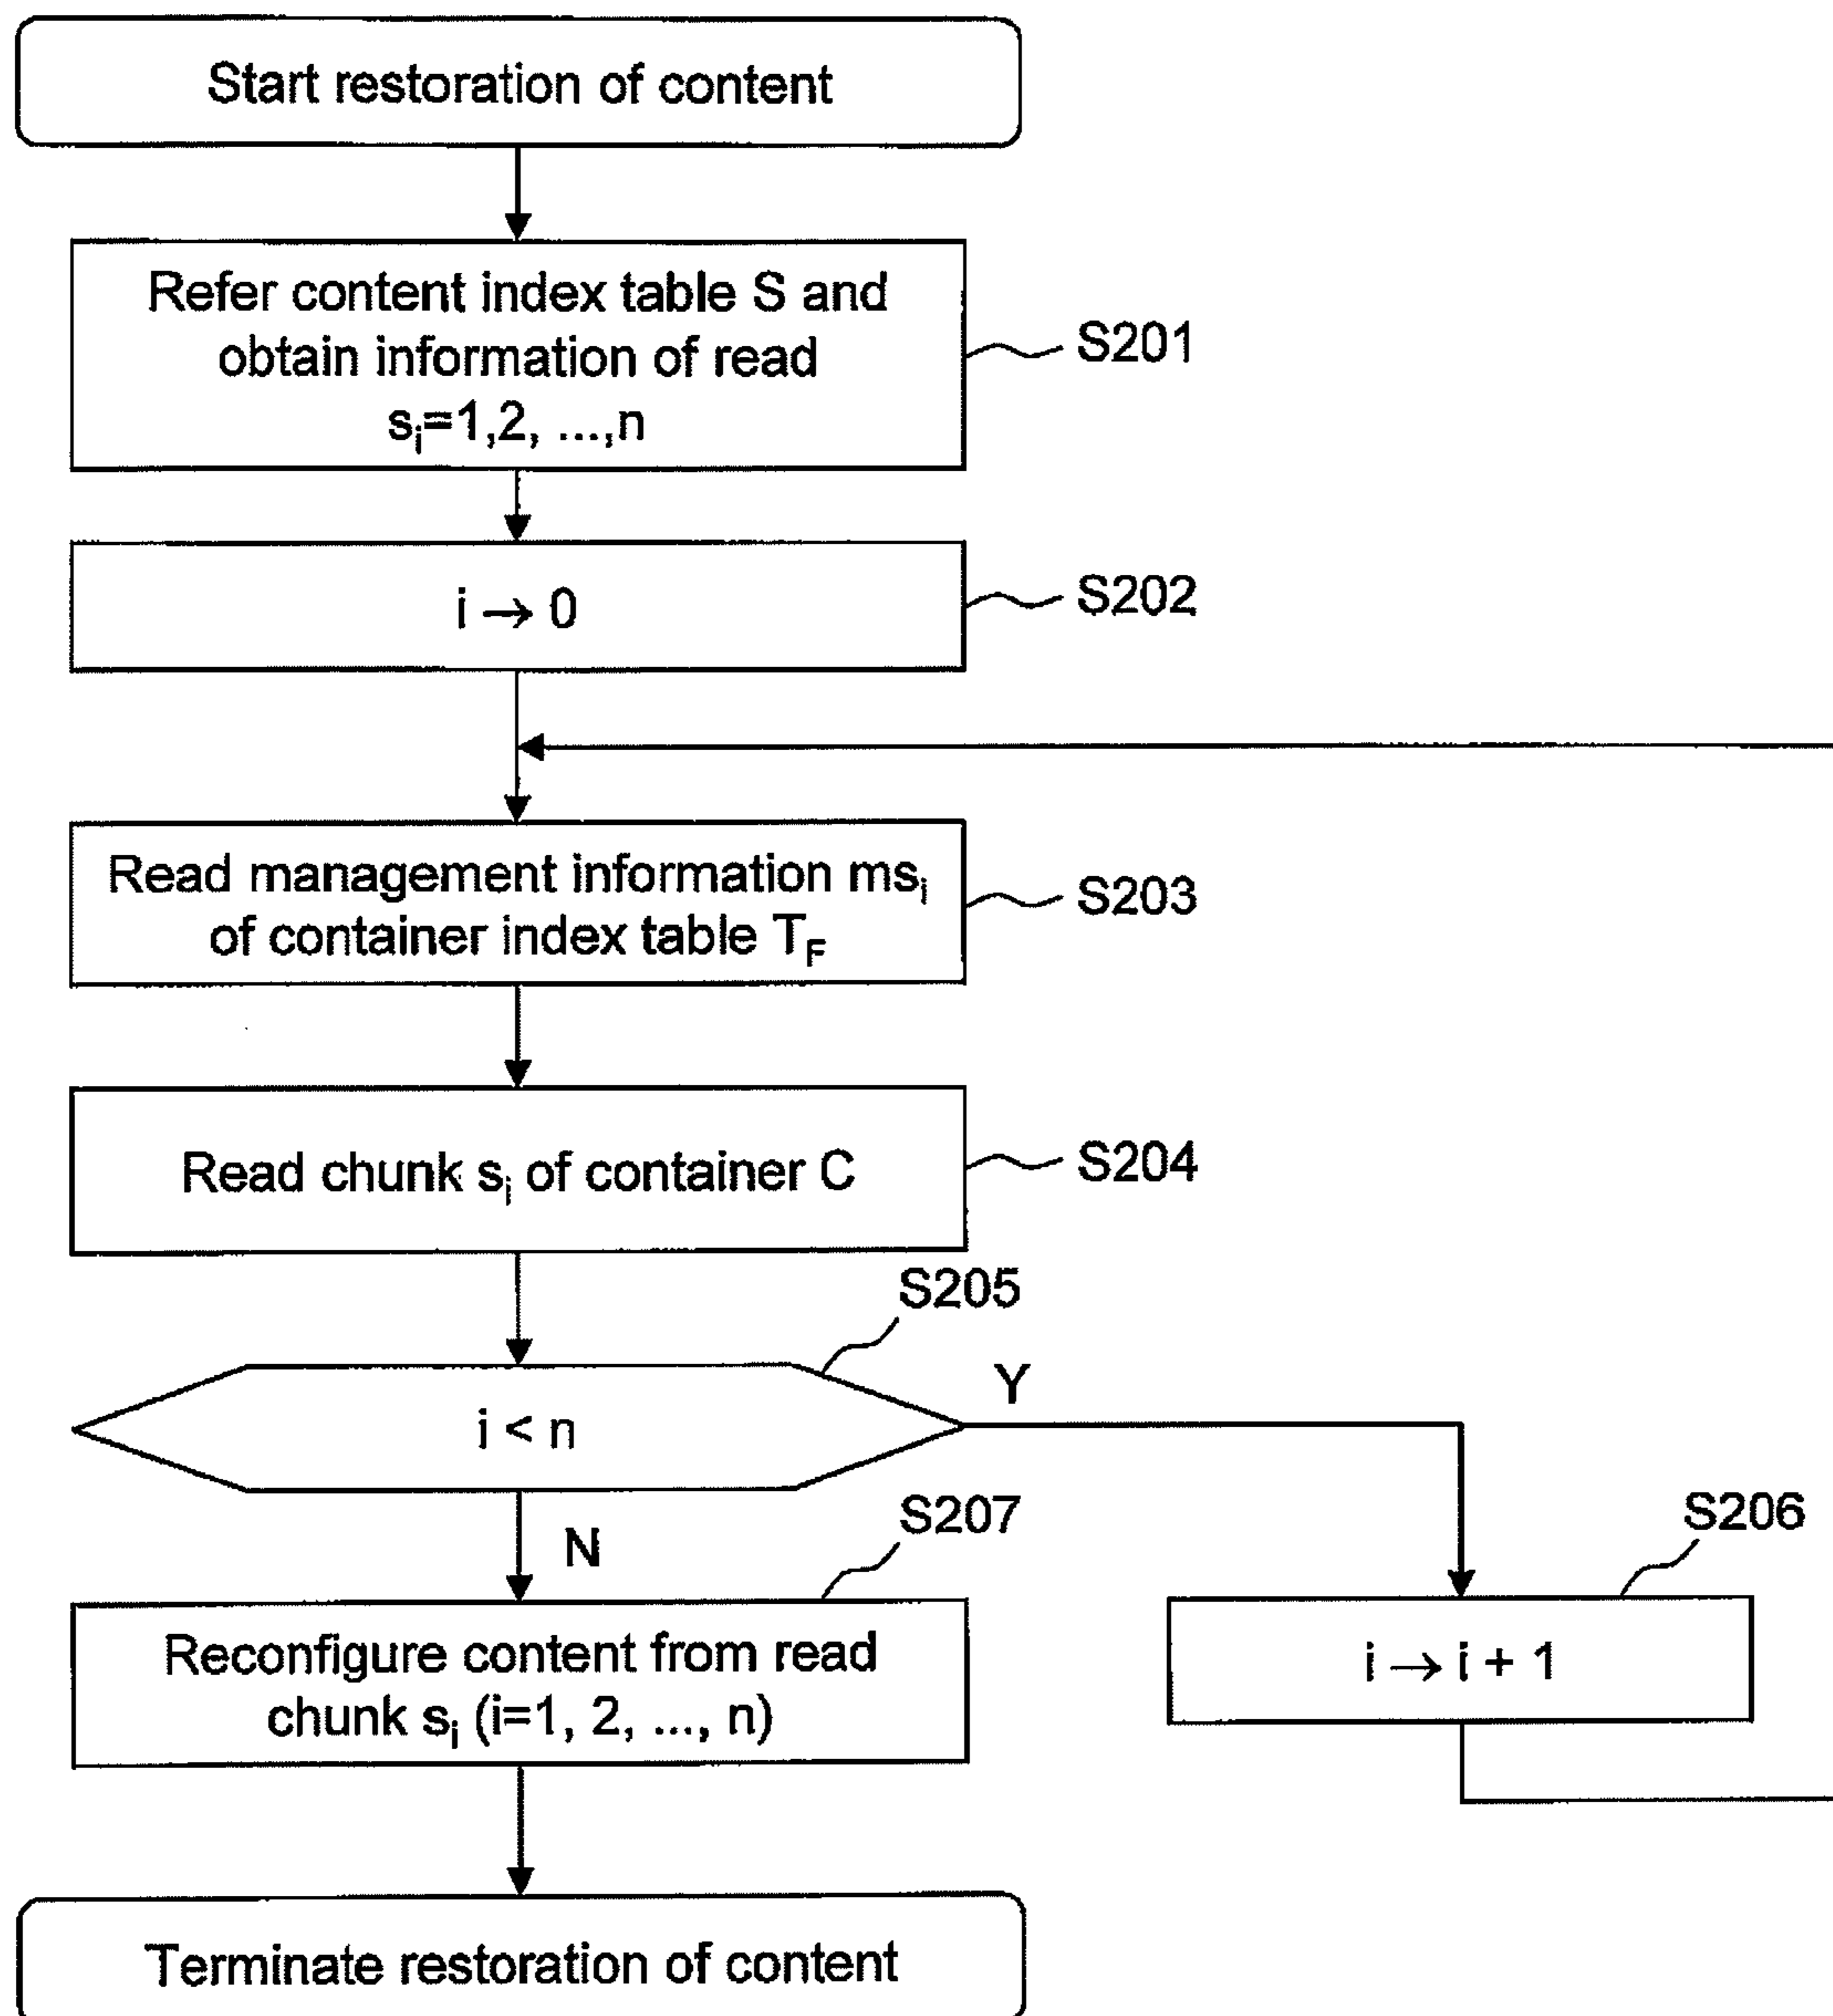 Start restoration of content
Refer content index table S and
obtain information of read
sᵢ=1,2, ...,n
S201
i → 0
S202
Read management information msᵢ
of container index table T_F
S203
Read chunk sᵢ of container C
S204
S205
i < n
Y
N
S206
i → i + 1
S207
Reconfigure content from read
chunk sᵢ (i=1, 2, ..., n)
Terminate restoration of content